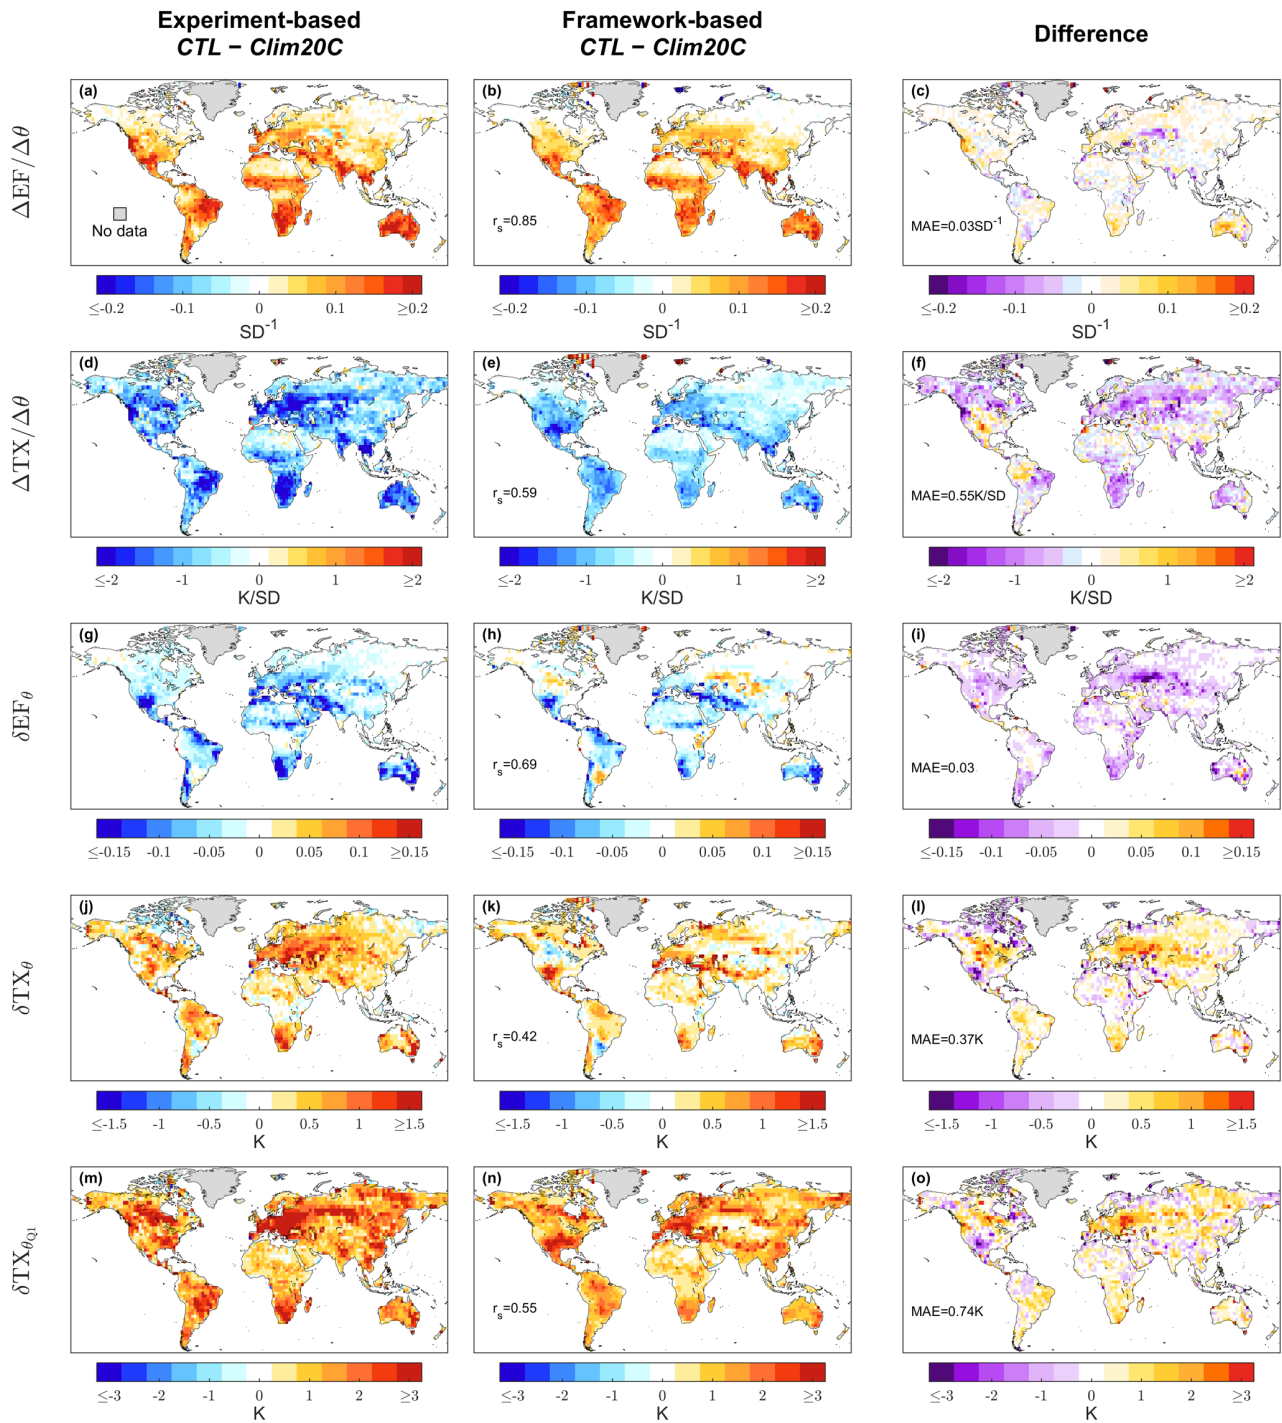 Experiment-based
CTL − Clim20C
Framework-based
CTL − Clim20C
Difference
ΔEF / Δθ
(a)
No data
(b)
r_s=0.85
(c)
MAE=0.03SD⁻¹
≤-0.2 -0.1 0 0.1 ≥0.2
SD⁻¹
≤-0.2 -0.1 0 0.1 ≥0.2
≤-0.2 -0.1 0 0.1 ≥0.2
SD⁻¹
ΔTX / Δθ
(d)
(e)
r_s=0.59
(f)
MAE=0.55K/SD
≤-2 -1 0 1 ≥2
K/SD
≤-2 -1 0 1 ≥2
K/SD
≤-2 -1 0 1 ≥2
K/SD
δEF_θ
(g)
(h)
r_s=0.69
(i)
MAE=0.03
≤-0.15 -0.1 -0.05 0 0.05 0.1 ≥0.15
≤-0.15 -0.1 -0.05 0 0.05 0.1 ≥0.15
≤-0.15 -0.1 -0.05 0 0.05 0.1 ≥0.15
δTX_θ
(j)
(k)
r_s=0.42
(l)
MAE=0.37K
≤-1.5 -1 -0.5 0 0.5 1 ≥1.5
K
≤-1.5 -1 -0.5 0 0.5 1 ≥1.5
K
≤-1.5 -1 -0.5 0 0.5 1 ≥1.5
K
δTX_θQ1
(m)
(n)
r_s=0.55
(o)
MAE=0.74K
≤-3 -2 -1 0 1 2 ≥3
K
≤-3 -2 -1 0 1 2 ≥3
K
≤-3 -2 -1 0 1 2 ≥3
K